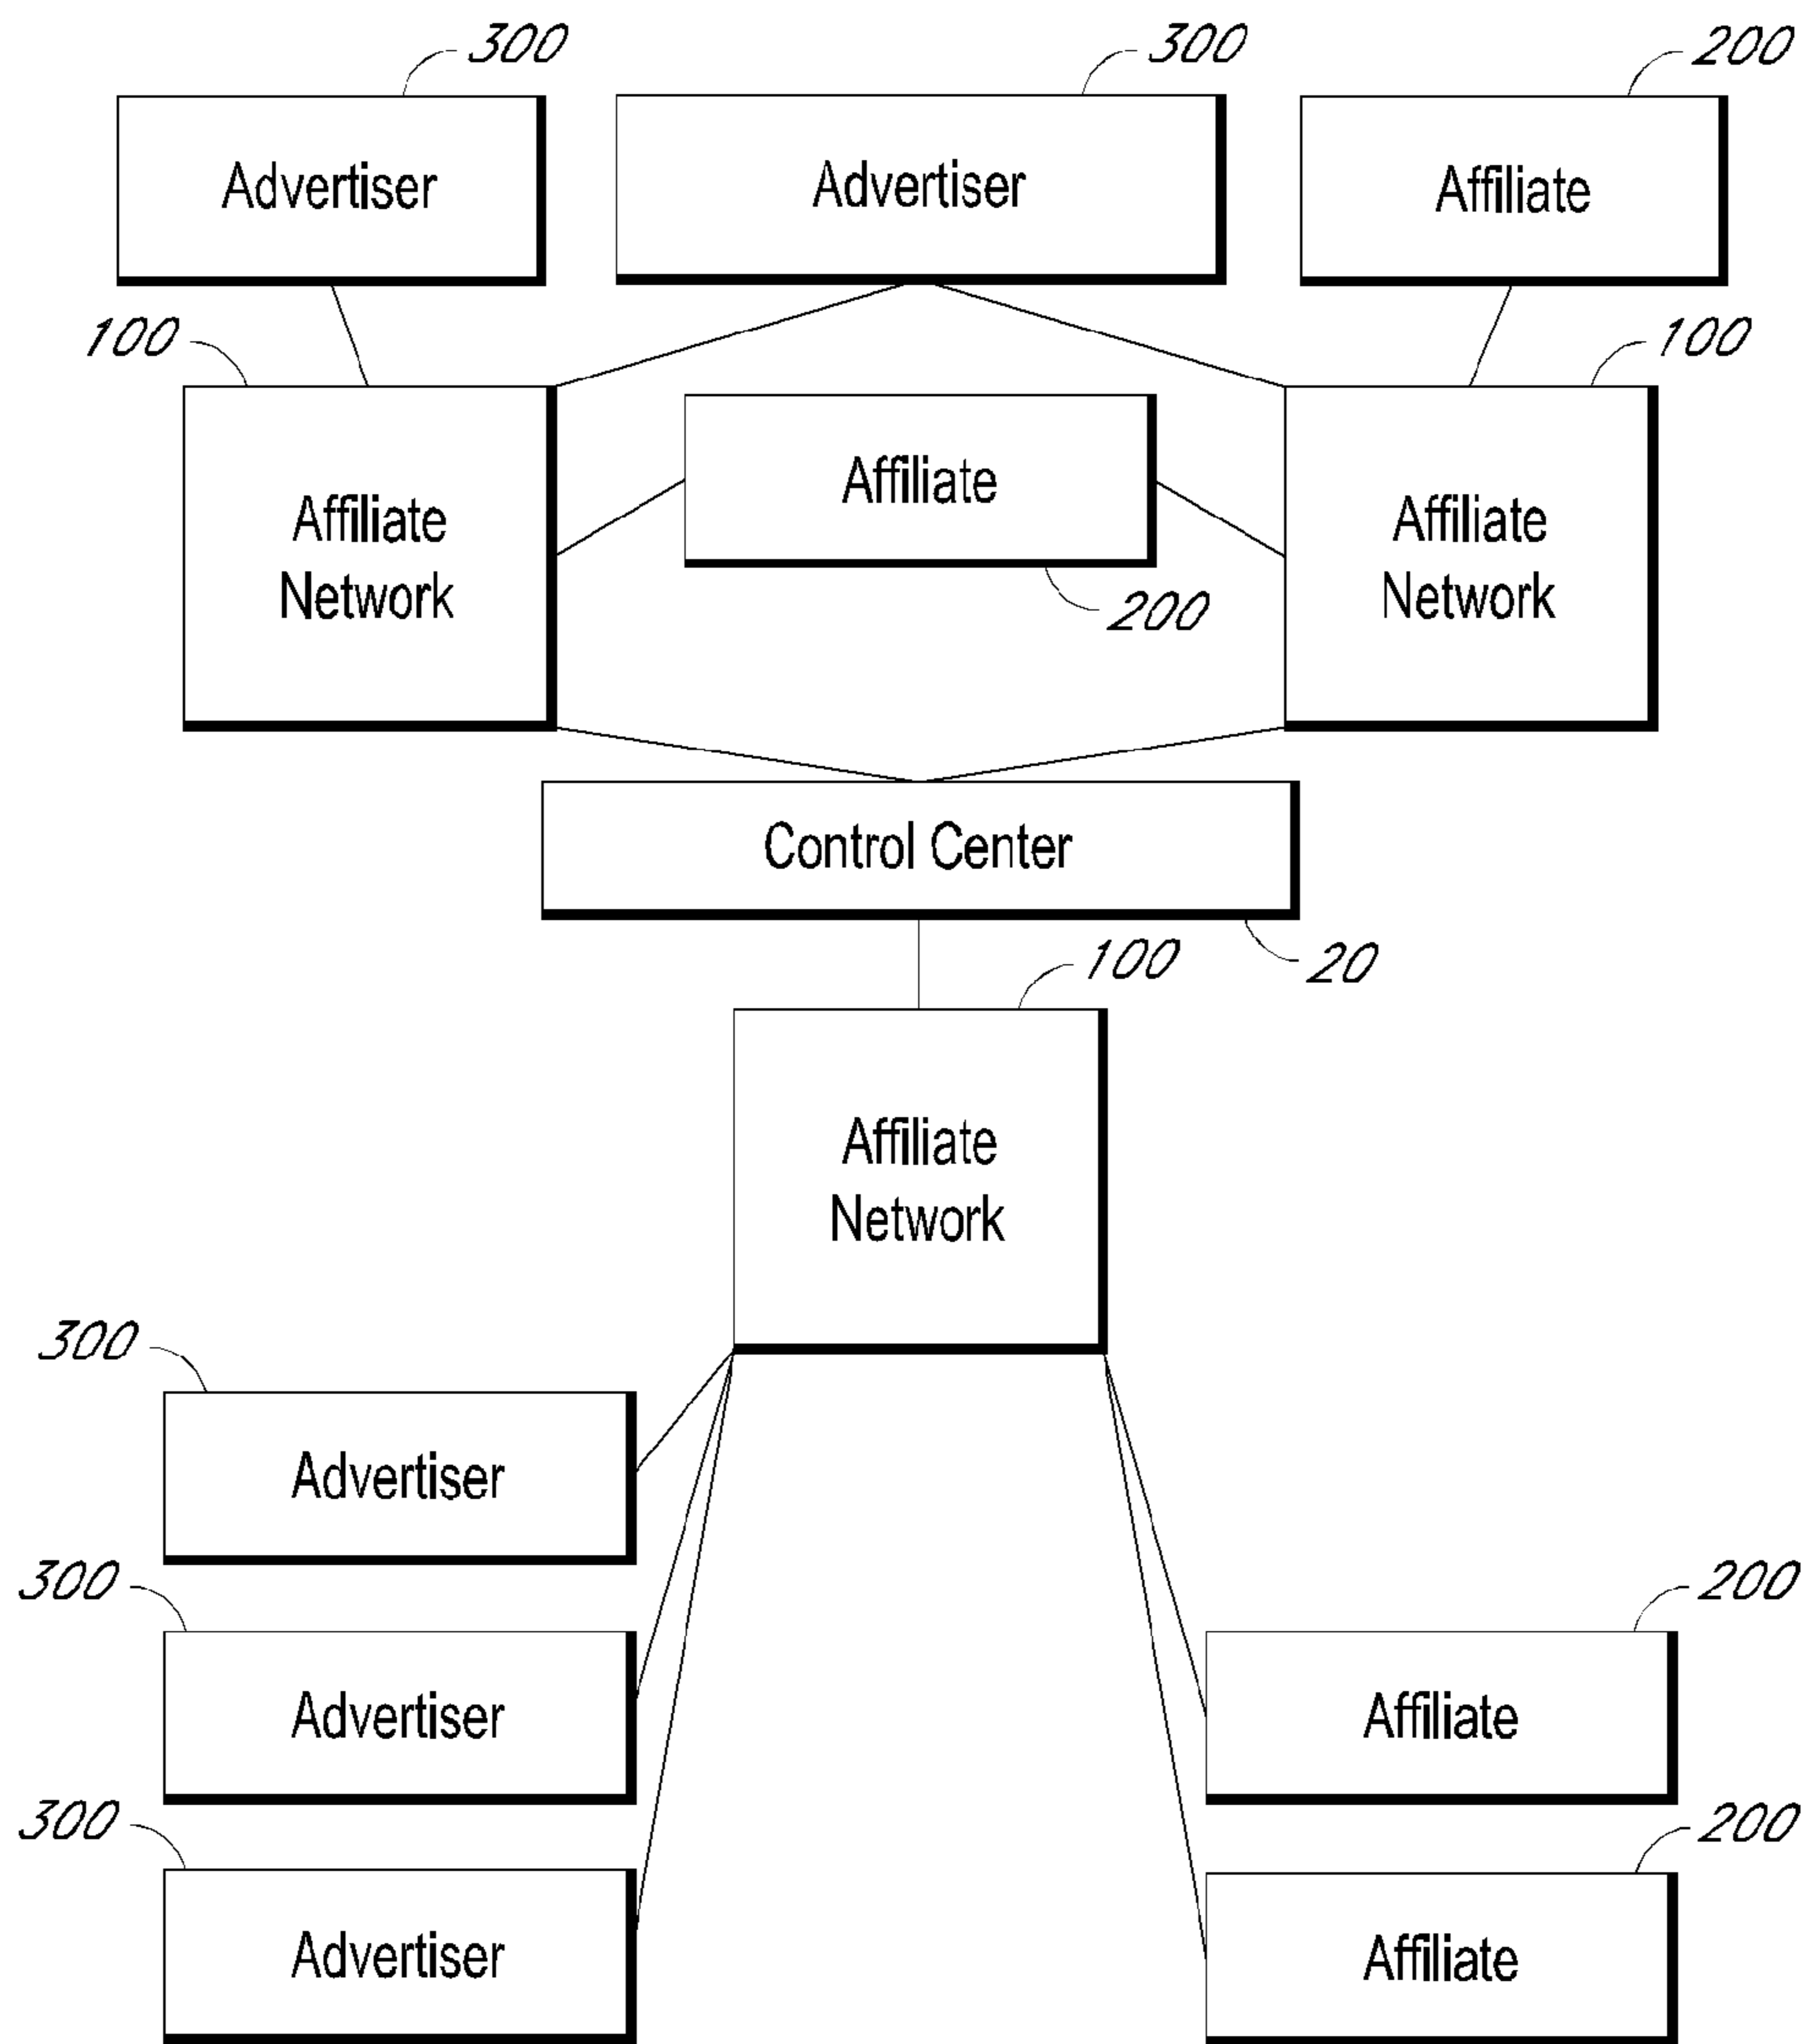 300
300
200
Advertiser
Advertiser
Affiliate
100
100
Affiliate
Network
Affiliate
200
Affiliate
Network
Control Center
20
100
Affiliate
Network
300
Advertiser
300
Advertiser
200
Affiliate
300
Advertiser
200
Affiliate